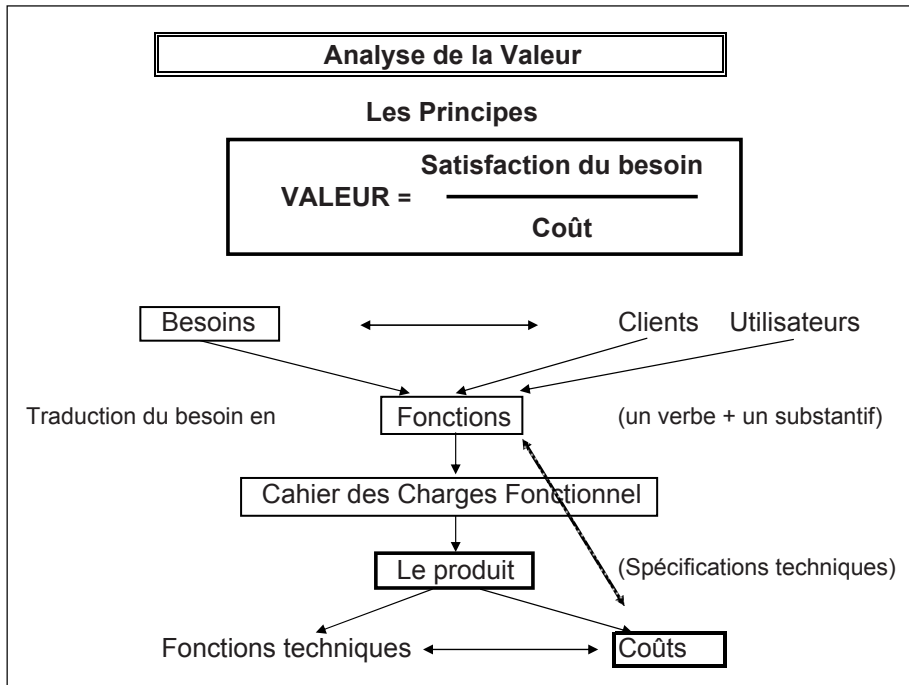 Analyse de la Valeur
Les Principes
Satisfaction du besoin
VALEUR =
Coût
Besoins Clients Utilisateurs
Traduction du besoin en Fonctions (un verbe + un substantif)
Cahier des Charges Fonctionnel
Le produit (Spécifications techniques)
Fonctions techniques Coûts